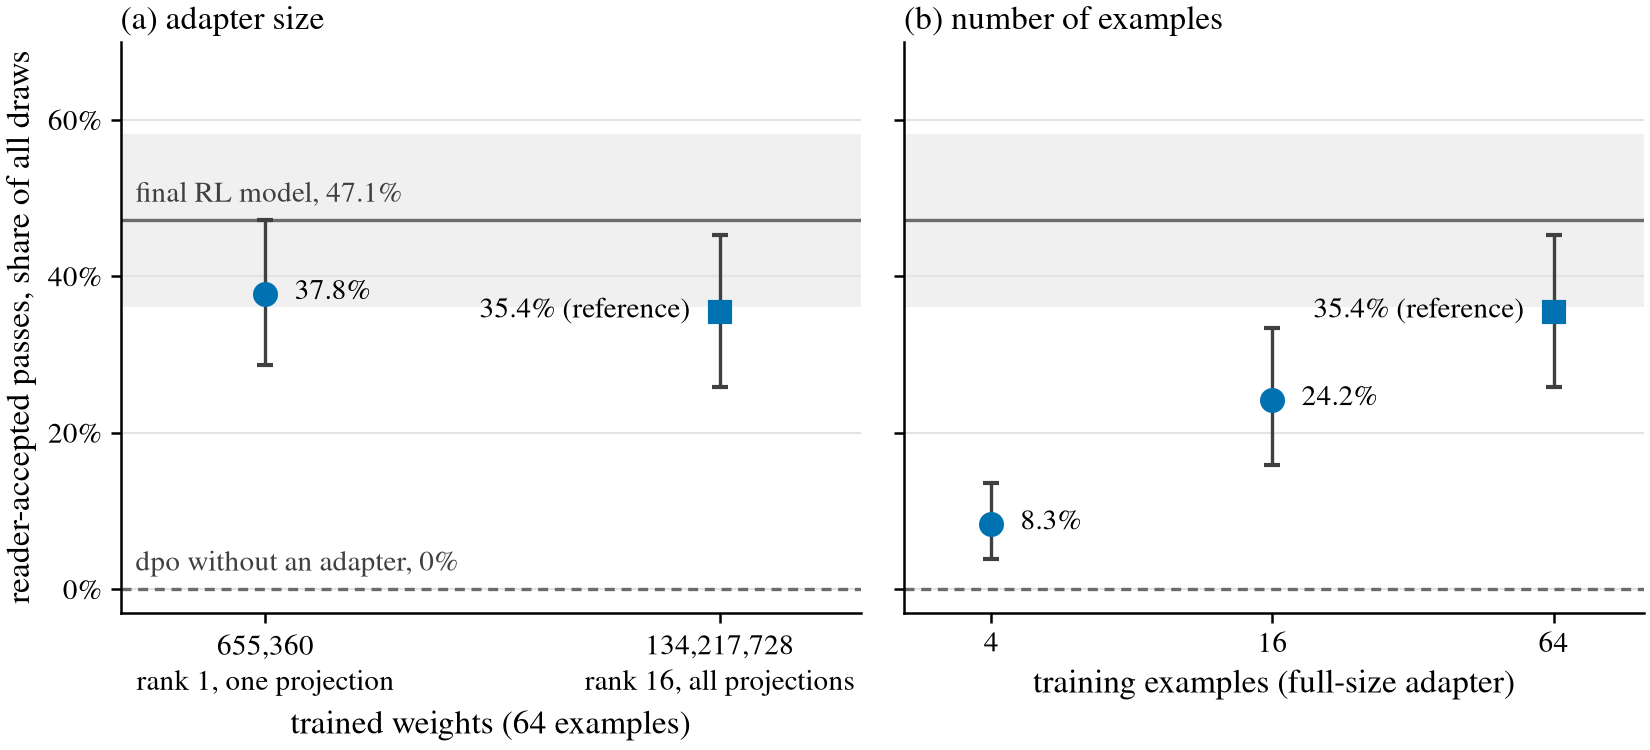 (a) adapter size
reader-accepted passes, share of all draws
60%
40%
20%
0%
final RL model, 47.1%
37.8%
35.4% (reference)
dpo without an adapter, 0%
655,360
rank 1, one projection
134,217,728
rank 16, all projections
trained weights (64 examples)
(b) number of examples
35.4% (reference)
24.2%
8.3%
4
16
64
training examples (full-size adapter)